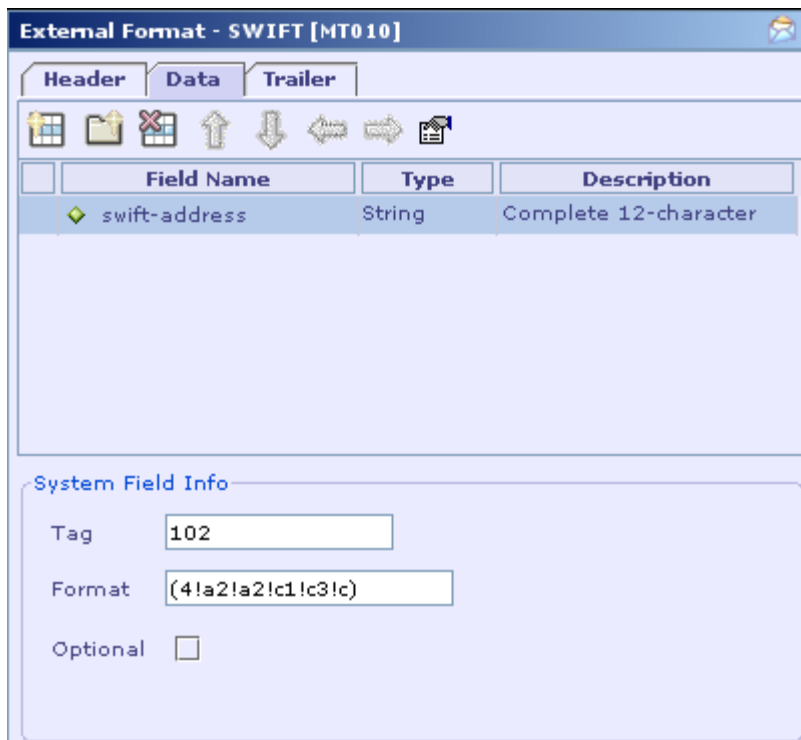 External Format - SWIFT [MT010]
Header Data Trailer
Field Name Type Description
swift-address String Complete 12-character
System Field Info
Tag 102
Format (4!a2!a2!c1!c3!c)
Optional